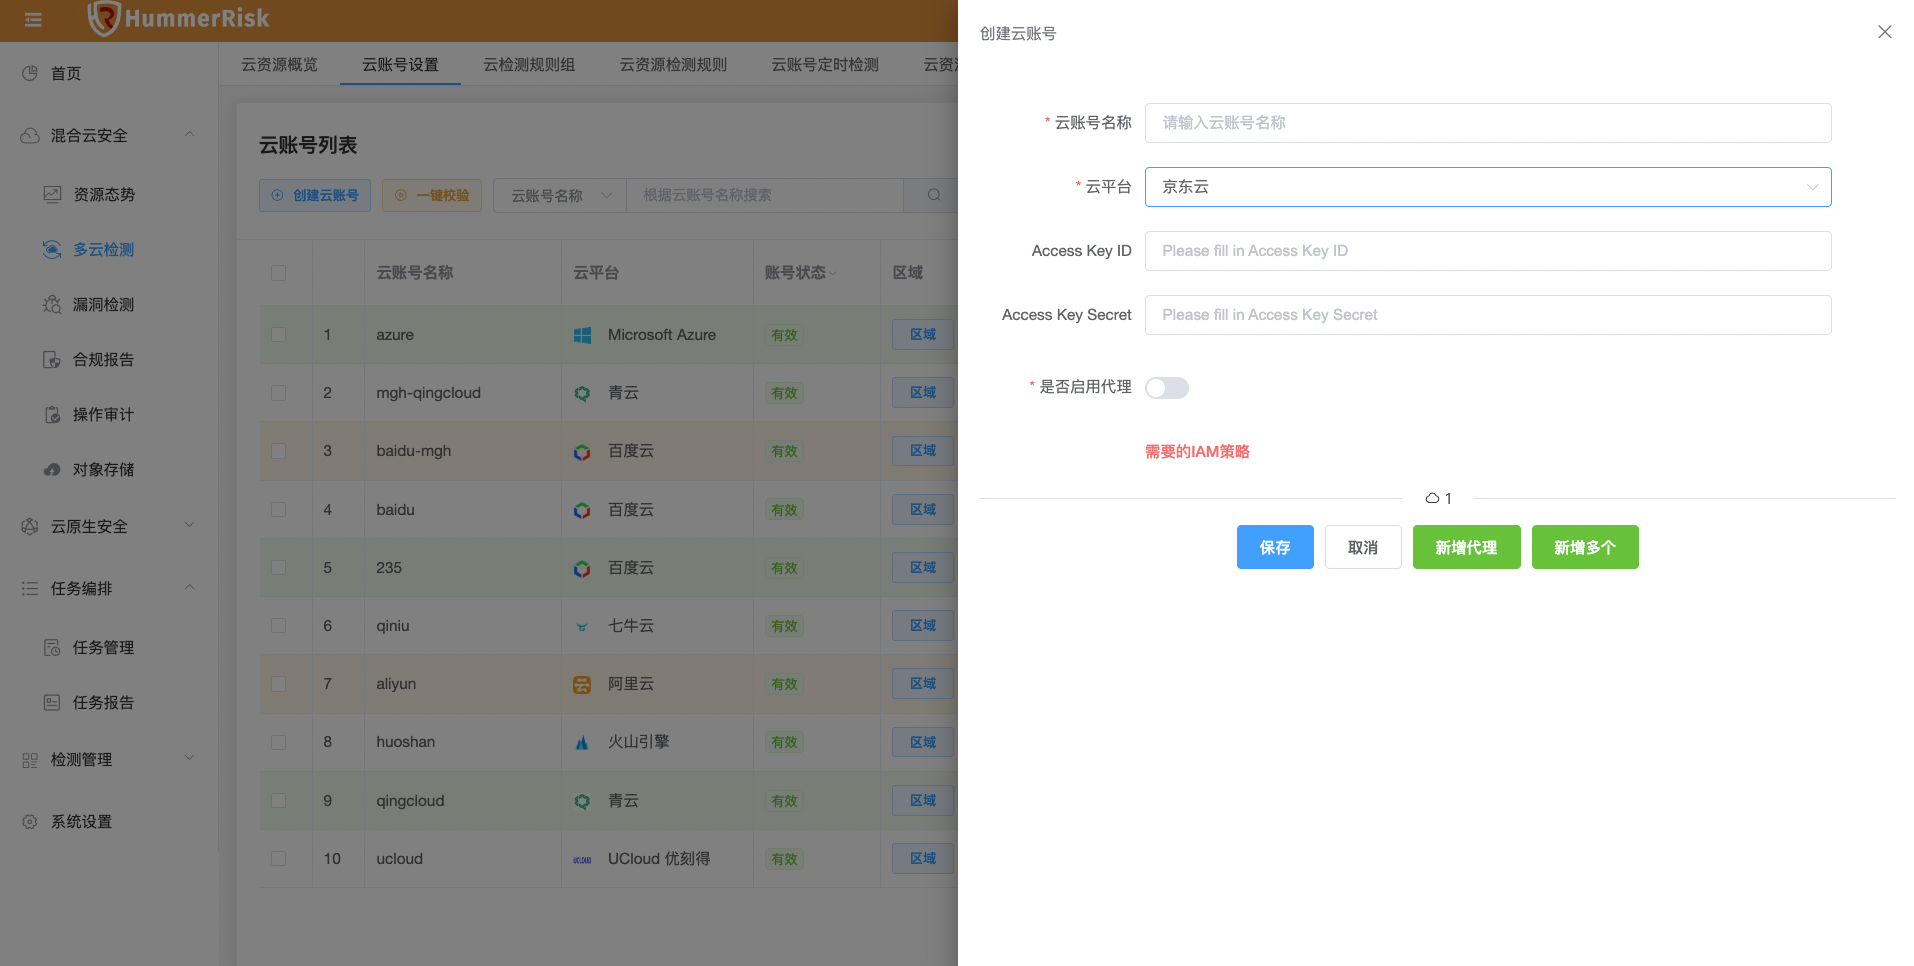 HummerRisk
首页
混合云安全
资源态势
多云检测
漏洞检测
合规报告
操作审计
对象存储
云原生安全
任务编排
任务管理
任务报告
检测管理
系统设置
云资源概览 云账号设置 云检测规则组 云资源检测规则 云账号定时检测
云账号列表
创建云账号 一键校验 云账号名称 根据云账号名称搜索
云账号名称 云平台 账号状态 区域
1 azure Microsoft Azure 有效 区域
2 mgh-qingcloud 青云 有效 区域
3 baidu-mgh 百度云 有效 区域
4 baidu 百度云 有效 区域
5 235 百度云 有效 区域
6 qiniu 七牛云 有效 区域
7 aliyun 阿里云 有效 区域
8 huoshan 火山引擎 有效 区域
9 qingcloud 青云 有效 区域
10 ucloud UCLOUD UCloud 优刻得 有效 区域
创建云账号
* 云账号名称 请输入云账号名称
* 云平台 京东云
Access Key ID Please fill in Access Key ID
Access Key Secret Please fill in Access Key Secret
* 是否启用代理
需要的IAM策略
1
保存 取消 新增代理 新增多个